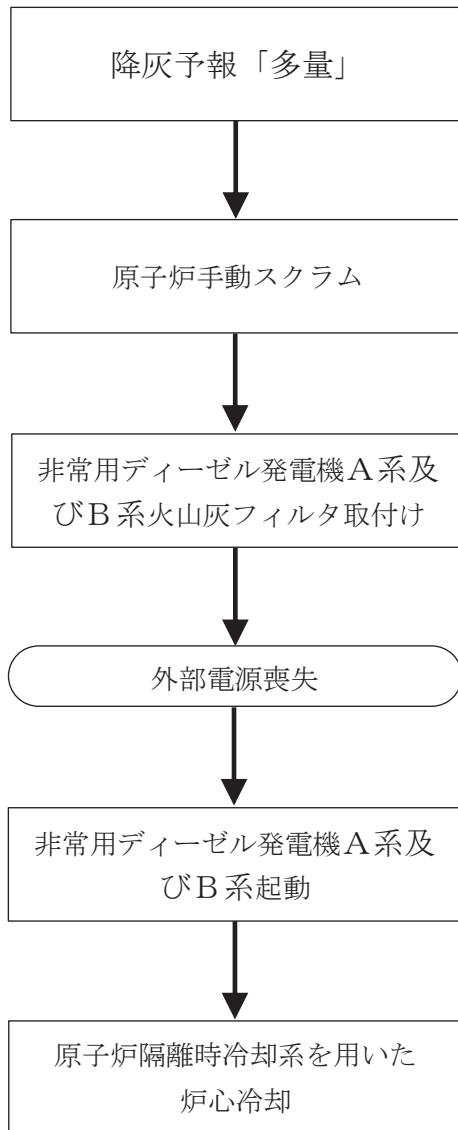 降灰予報「多量」
原子炉手動スクラム
非常用ディーゼル発電機Ａ系及
びＢ系火山灰フィルタ取付け
外部電源喪失
非常用ディーゼル発電機Ａ系及
びＢ系起動
原子炉隔離時冷却系を用いた
炉心冷却